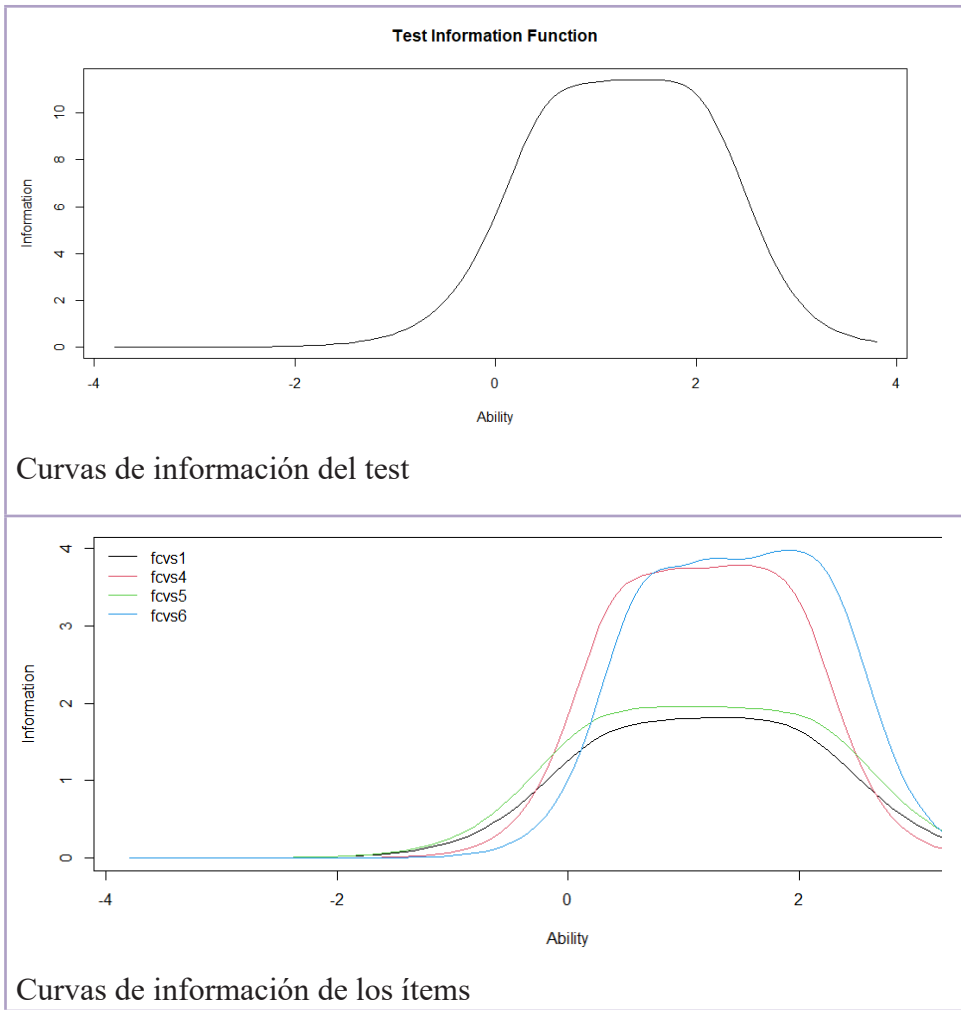 Test Information Function
10
8
6
4
2
0
Information
-4
-2
0
2
4
Ability
Curvas de información del test
4
3
2
1
0
Information
fcvs1
fcvs4
fcvs5
fcvs6
-4
-2
0
2
Ability
Curvas de información de los ítems